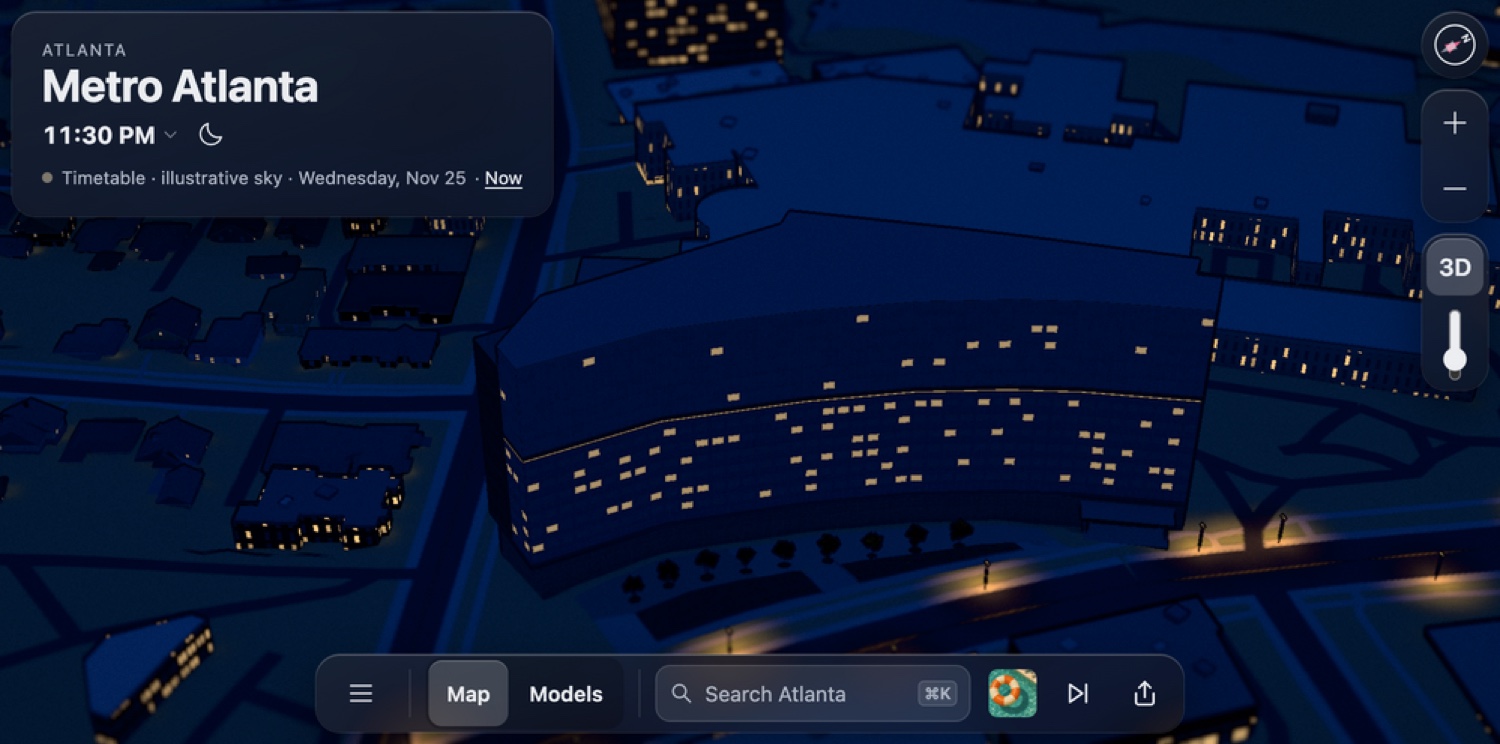 ATLANTA
Metro Atlanta
11:30 PM
Timetable · illustrative sky · Wednesday, Nov 25 · Now
N
3D
Map
Models
Search Atlanta
⌘K